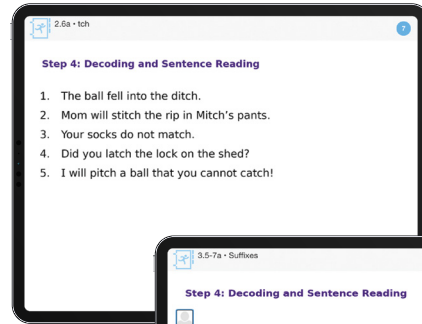 2.6a • tch
7
Step 4: Decoding and Sentence Reading
1. The ball fell into the ditch.
2. Mom will stitch the rip in Mitch’s pants.
3. Your socks do not match.
4. Did you latch the lock on the shed?
5. I will pitch a ball that you cannot catch!
3.5-7a • Suffixes
Step 4: Decoding and Sentence Reading